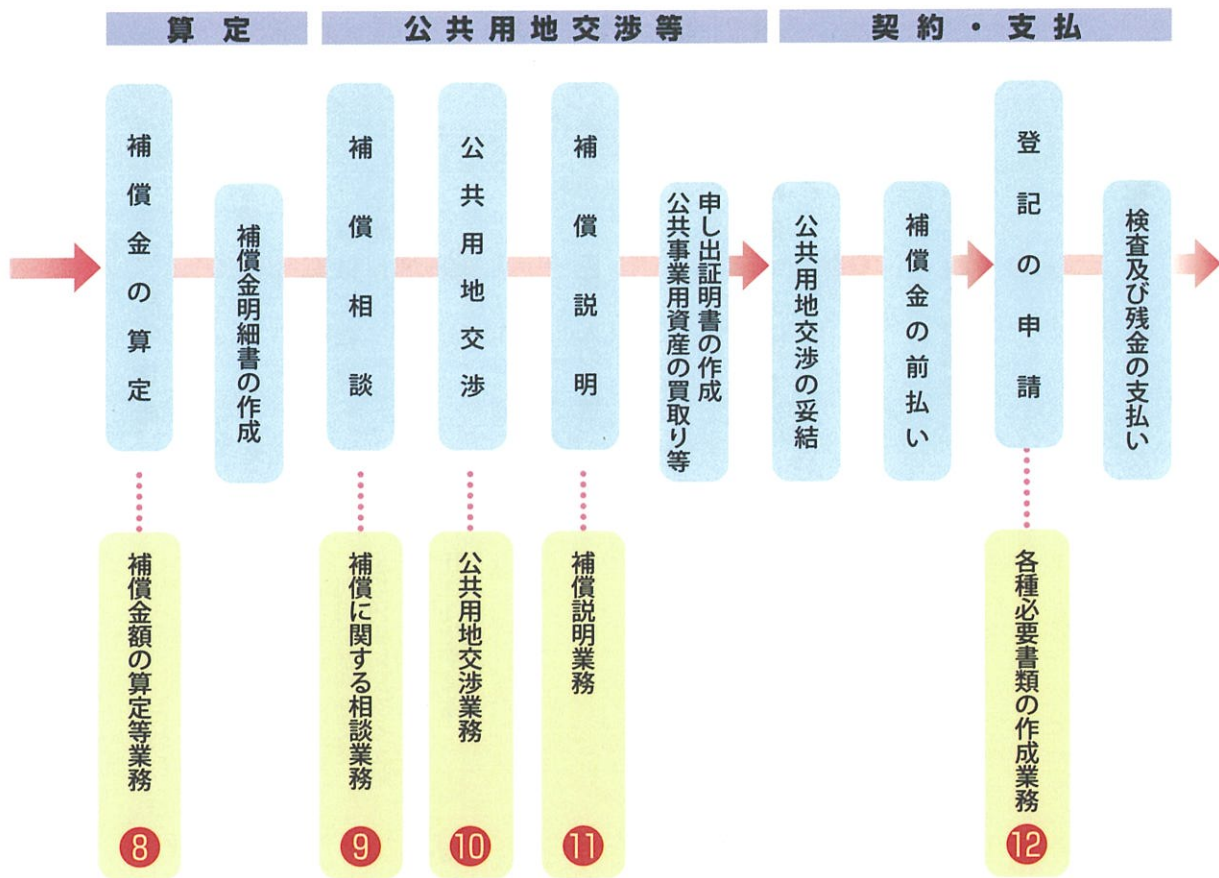 算定
公共用地交渉等
契約・支払
補償金の算定
補償金明細書の作成
補償相談
公共用地交渉
補償説明
公共事業用資産の買取り等
申し出証明書の作成
公共用地交渉の妥結
補償金の前払い
登記の申請
検査及び残金の支払い
補償金額の算定等業務
8
補償に関する相談業務
9
公共用地交渉業務
10
補償説明業務
11
各種必要書類の作成業務
12